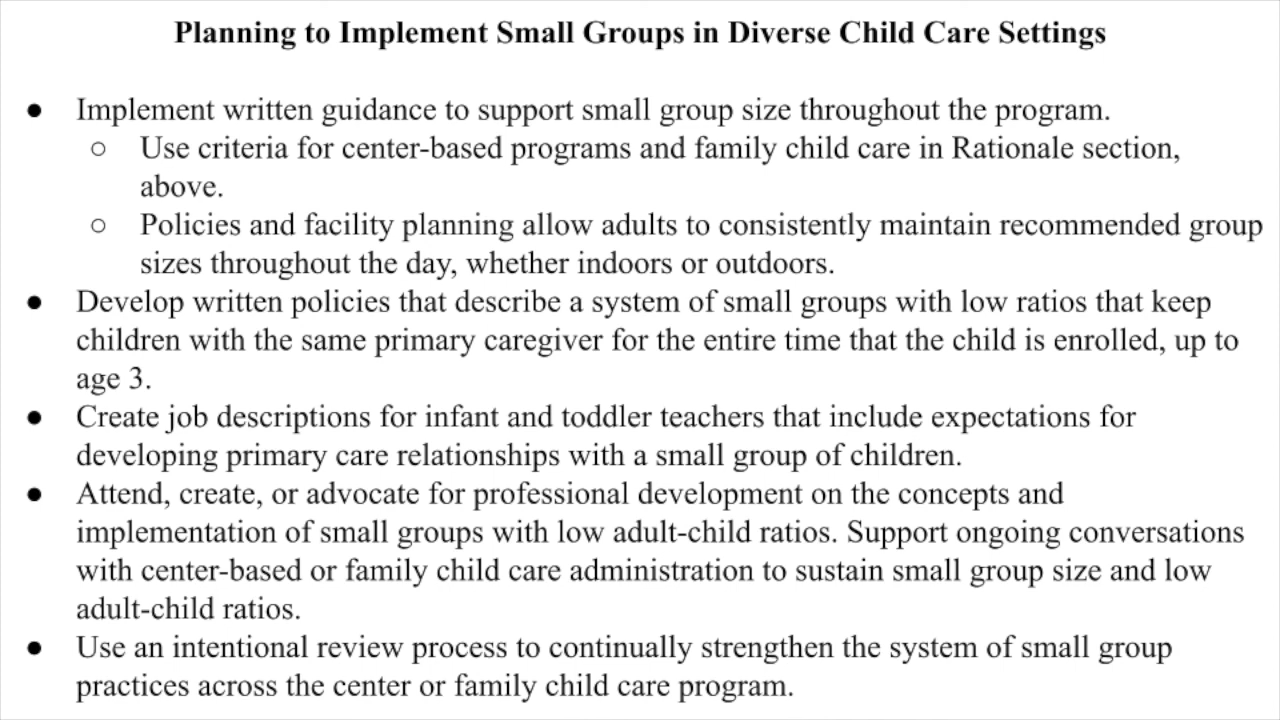 Planning to Implement Small Groups in Diverse Child Care Settings
● Implement written guidance to support small group size throughout the program.
○ Use criteria for center-based programs and family child care in Rationale section,
above.
○ Policies and facility planning allow adults to consistently maintain recommended group
sizes throughout the day, whether indoors or outdoors.
● Develop written policies that describe a system of small groups with low ratios that keep
children with the same primary caregiver for the entire time that the child is enrolled, up to
age 3.
● Create job descriptions for infant and toddler teachers that include expectations for
developing primary care relationships with a small group of children.
● Attend, create, or advocate for professional development on the concepts and
implementation of small groups with low adult-child ratios. Support ongoing conversations
with center-based or family child care administration to sustain small group size and low
adult-child ratios.
● Use an intentional review process to continually strengthen the system of small group
practices across the center or family child care program.